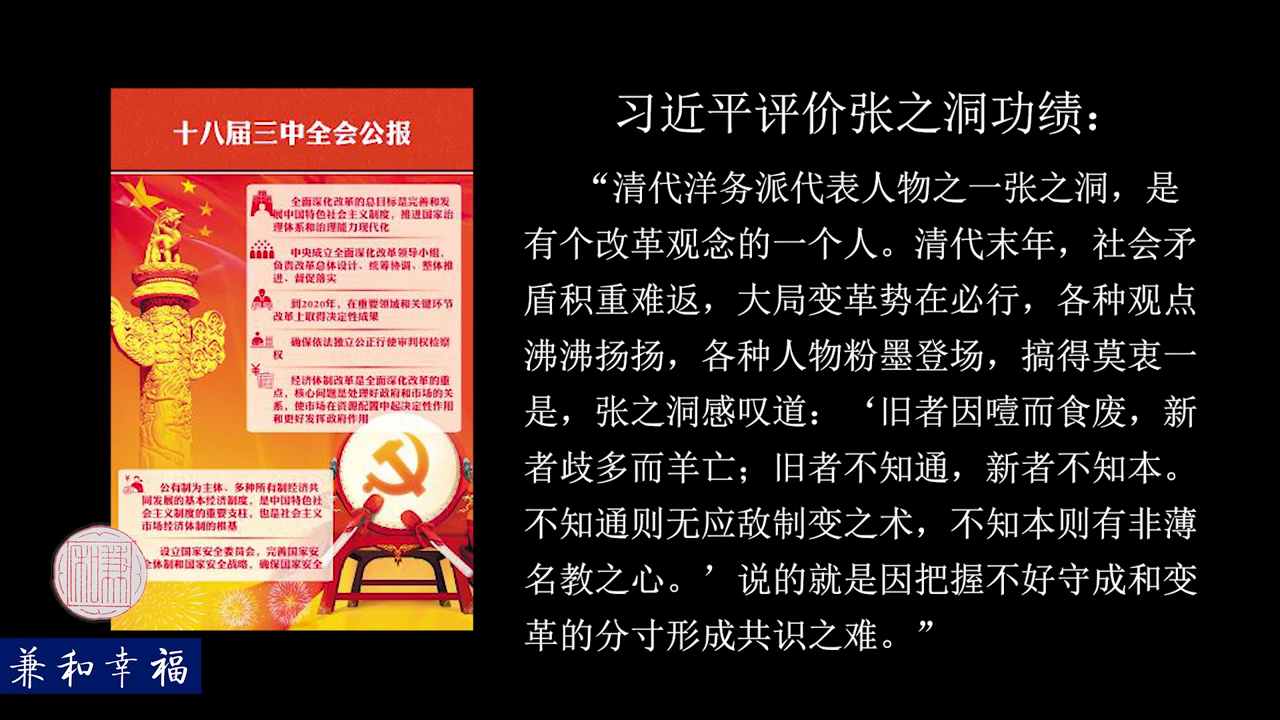 十八届三中全会公报
全面深化改革的总目标是完善和发
展中国特色社会主义制度，推进国家治
理体系和治理能力现代化
中央成立全面深化改革领导小组，
负责改革总体设计、统筹协调、整体推
进、督促落实
到2020年，在重要领域和关键环节
改革上取得决定性成果
确保依法独立公正行使审判权检察
权
经济体制改革是全面深化改革的重
点，核心问题是处理好政府和市场的关
系，使市场在资源配置中起决定性作用
和更好发挥政府作用
公有制为主体、多种所有制经济共
同发展的基本经济制度，是中国特色社
会主义制度的重要支柱，也是社会主义
市场经济体制的根基
设立国家安全委员会，完善国家安
全体制和国家安全战略，确保国家安全
兼和幸福
习近平评价张之洞功绩：
“清代洋务派代表人物之一张之洞，是
有个改革观念的一个人。清代末年，社会矛
盾积重难返，大局变革势在必行，各种观点
沸沸扬扬，各种人物粉墨登场，搞得莫衷一
是，张之洞感叹道：‘旧者因噎而食废，新
者歧多而羊亡；旧者不知通，新者不知本。
不知通则无应敌制变之术，不知本则有非薄
名教之心。’说的就是因把握不好守成和变
革的分寸形成共识之难。”